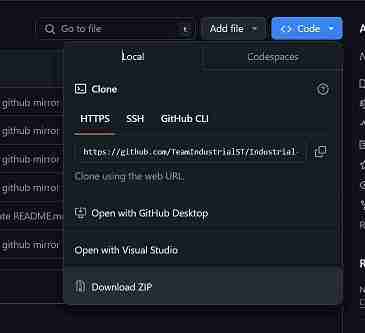 Go to file
t
Add file
Code
Local
Codespaces
Clone
HTTPS
SSH
GitHub CLI
https://github.com/TeamIndustrialST/Industrial-
Clone using the web URL.
Open with GitHub Desktop
Open with Visual Studio
Download ZIP
github mirror
github mirror
github mirror
github mirror
te README.m
github mirror
A
R